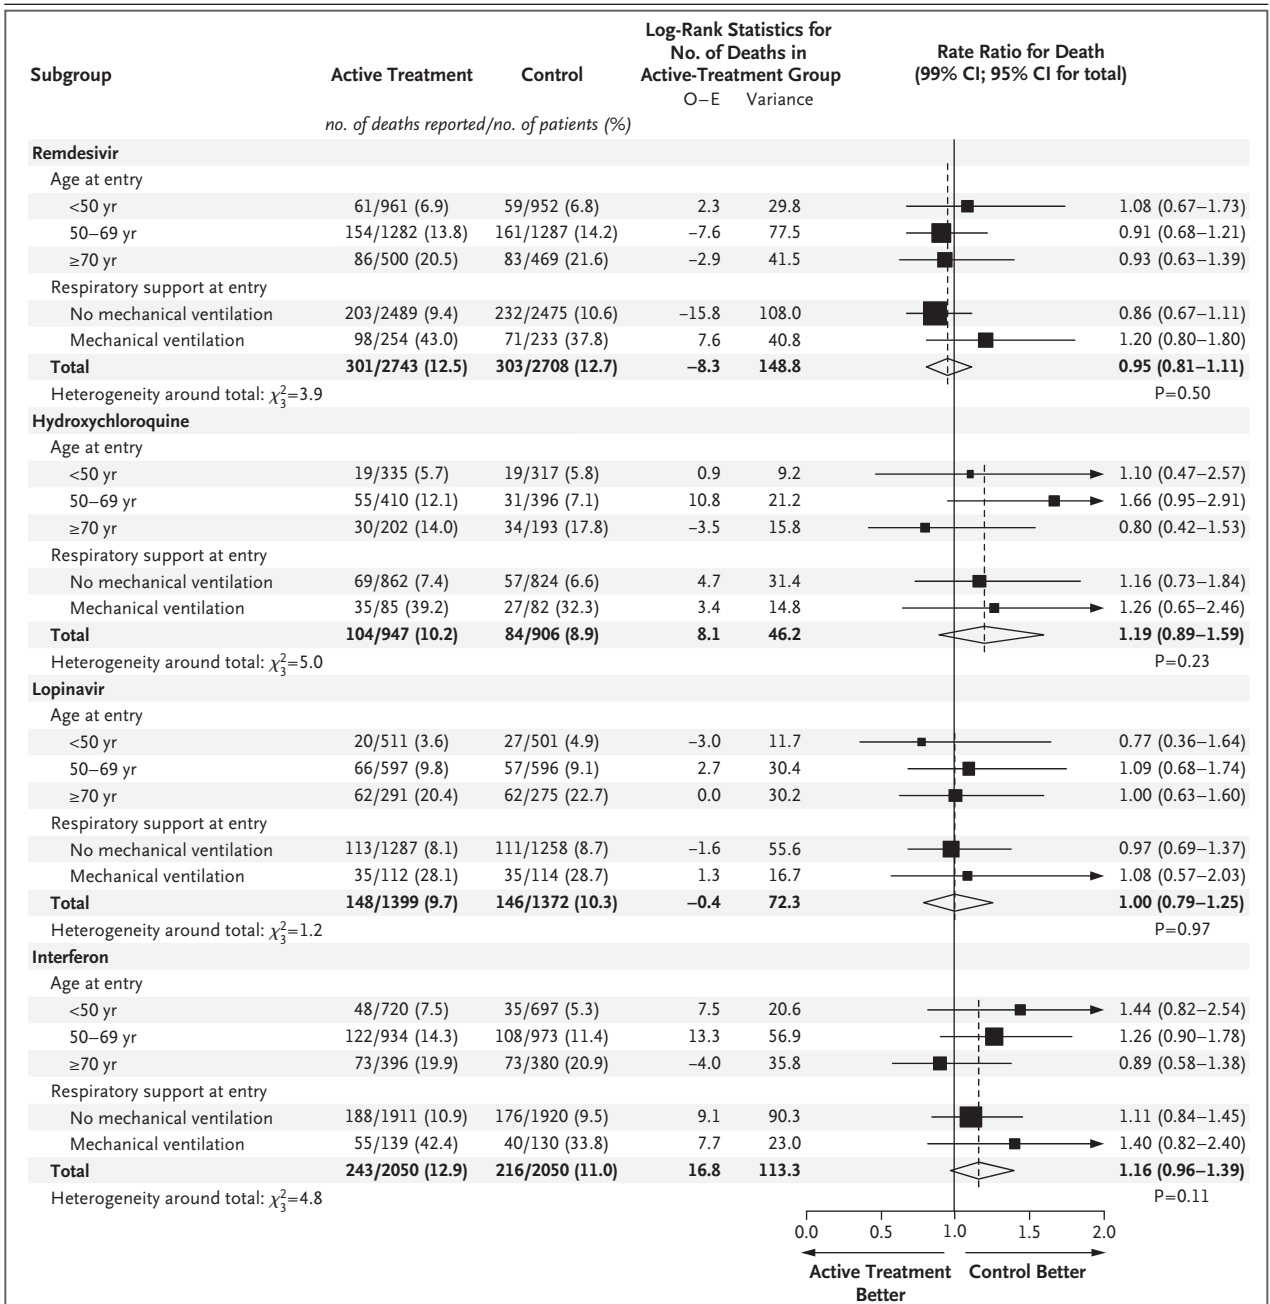 Log-Rank Statistics for
No. of Deaths in
Active-Treatment Group
Rate Ratio for Death
(99% CI; 95% CI for total)
Subgroup Active Treatment Control
O–E Variance
no. of deaths reported/no. of patients (%)
Remdesivir
Age at entry
<50 yr 61/961 (6.9) 59/952 (6.8) 2.3 29.8 1.08 (0.67–1.73)
50–69 yr 154/1282 (13.8) 161/1287 (14.2) −7.6 77.5 0.91 (0.68–1.21)
≥70 yr 86/500 (20.5) 83/469 (21.6) −2.9 41.5 0.93 (0.63–1.39)
Respiratory support at entry
No mechanical ventilation 203/2489 (9.4) 232/2475 (10.6) −15.8 108.0 0.86 (0.67–1.11)
Mechanical ventilation 98/254 (43.0) 71/233 (37.8) 7.6 40.8 1.20 (0.80–1.80)
Total 301/2743 (12.5) 303/2708 (12.7) −8.3 148.8 0.95 (0.81–1.11)
Heterogeneity around total: χ²₃=3.9 P=0.50
Hydroxychloroquine
Age at entry
<50 yr 19/335 (5.7) 19/317 (5.8) 0.9 9.2 1.10 (0.47–2.57)
50–69 yr 55/410 (12.1) 31/396 (7.1) 10.8 21.2 1.66 (0.95–2.91)
≥70 yr 30/202 (14.0) 34/193 (17.8) −3.5 15.8 0.80 (0.42–1.53)
Respiratory support at entry
No mechanical ventilation 69/862 (7.4) 57/824 (6.6) 4.7 31.4 1.16 (0.73–1.84)
Mechanical ventilation 35/85 (39.2) 27/82 (32.3) 3.4 14.8 1.26 (0.65–2.46)
Total 104/947 (10.2) 84/906 (8.9) 8.1 46.2 1.19 (0.89–1.59)
Heterogeneity around total: χ²₃=5.0 P=0.23
Lopinavir
Age at entry
<50 yr 20/511 (3.6) 27/501 (4.9) −3.0 11.7 0.77 (0.36–1.64)
50–69 yr 66/597 (9.8) 57/596 (9.1) 2.7 30.4 1.09 (0.68–1.74)
≥70 yr 62/291 (20.4) 62/275 (22.7) 0.0 30.2 1.00 (0.63–1.60)
Respiratory support at entry
No mechanical ventilation 113/1287 (8.1) 111/1258 (8.7) −1.6 55.6 0.97 (0.69–1.37)
Mechanical ventilation 35/112 (28.1) 35/114 (28.7) 1.3 16.7 1.08 (0.57–2.03)
Total 148/1399 (9.7) 146/1372 (10.3) −0.4 72.3 1.00 (0.79–1.25)
Heterogeneity around total: χ²₃=1.2 P=0.97
Interferon
Age at entry
<50 yr 48/720 (7.5) 35/697 (5.3) 7.5 20.6 1.44 (0.82–2.54)
50–69 yr 122/934 (14.3) 108/973 (11.4) 13.3 56.9 1.26 (0.90–1.78)
≥70 yr 73/396 (19.9) 73/380 (20.9) −4.0 35.8 0.89 (0.58–1.38)
Respiratory support at entry
No mechanical ventilation 188/1911 (10.9) 176/1920 (9.5) 9.1 90.3 1.11 (0.84–1.45)
Mechanical ventilation 55/139 (42.4) 40/130 (33.8) 7.7 23.0 1.40 (0.82–2.40)
Total 243/2050 (12.9) 216/2050 (11.0) 16.8 113.3 1.16 (0.96–1.39)
Heterogeneity around total: χ²₃=4.8 P=0.11
0.0 0.5 1.0 1.5 2.0
Active Treatment Control Better
Better